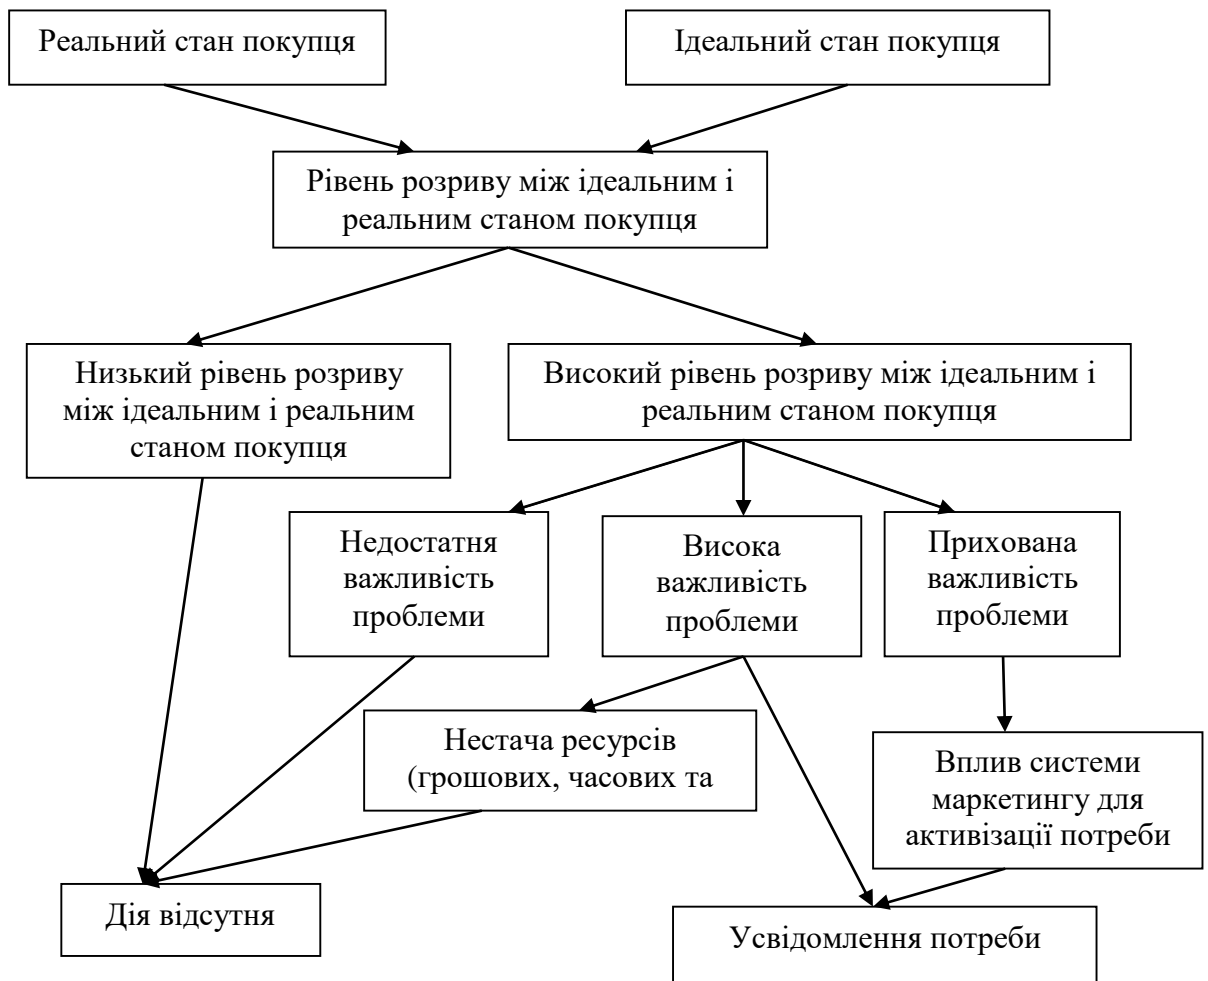 Реальний стан покупця
Ідеальний стан покупця
Рівень розриву між ідеальним і
реальним станом покупця
Низький рівень розриву
між ідеальним і реальним
станом покупця
Високий рівень розриву між ідеальним і
реальним станом покупця
Недостатня
важливість
проблеми
Висока
важливість
проблеми
Прихована
важливість
проблеми
Нестача ресурсів
(грошових, часових та
Вплив системи
маркетингу для
активізації потреби
Дія відсутня
Усвідомлення потреби